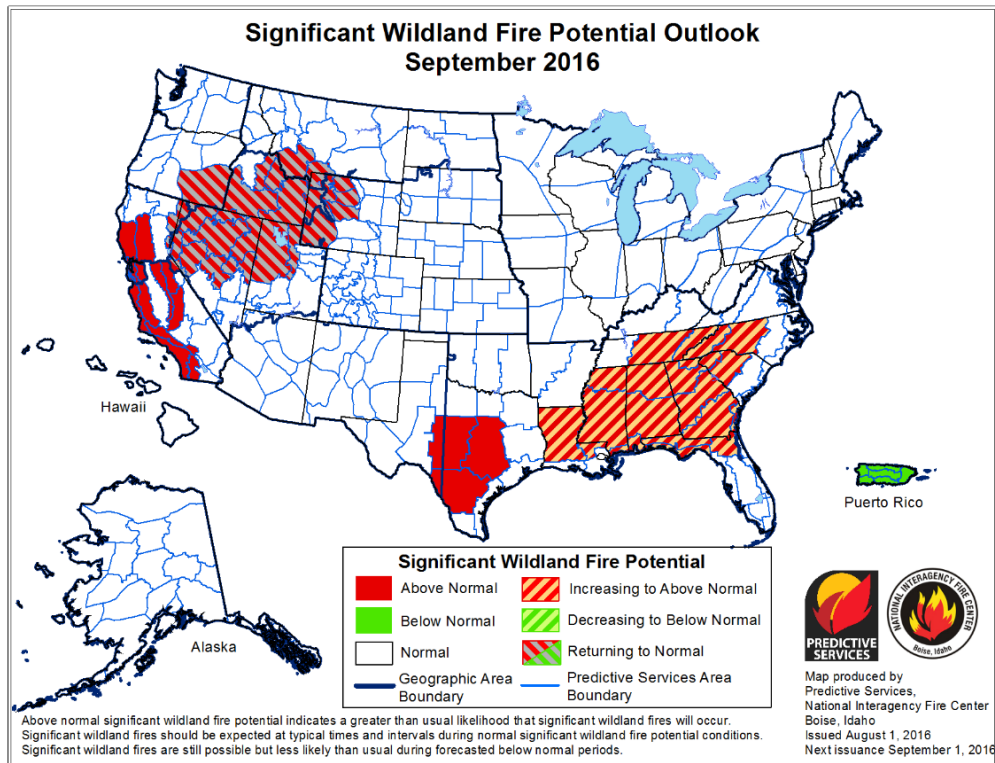 Significant Wildland Fire Potential Outlook
September 2016
Hawaii
Puerto Rico
Alaska
Significant Wildland Fire Potential
Above Normal
Increasing to Above Normal
Below Normal
Decreasing to Below Normal
Normal
Returning to Normal
Geographic Area
Boundary
Predictive Services Area
Boundary
PREDICTIVE
SERVICES
NATIONAL INTERAGENCY FIRE CENTER
Boise, Idaho
Map produced by
Predictive Services,
National Interagency Fire Center
Boise, Idaho
Issued August 1, 2016
Next issuance September 1, 2016
Above normal significant wildland fire potential indicates a greater than usual likelihood that significant wildland fires will occur.
Significant wildland fires should be expected at typical times and intervals during normal significant wildland fire potential conditions.
Significant wildland fires are still possible but less likely than usual during forecasted below normal periods.